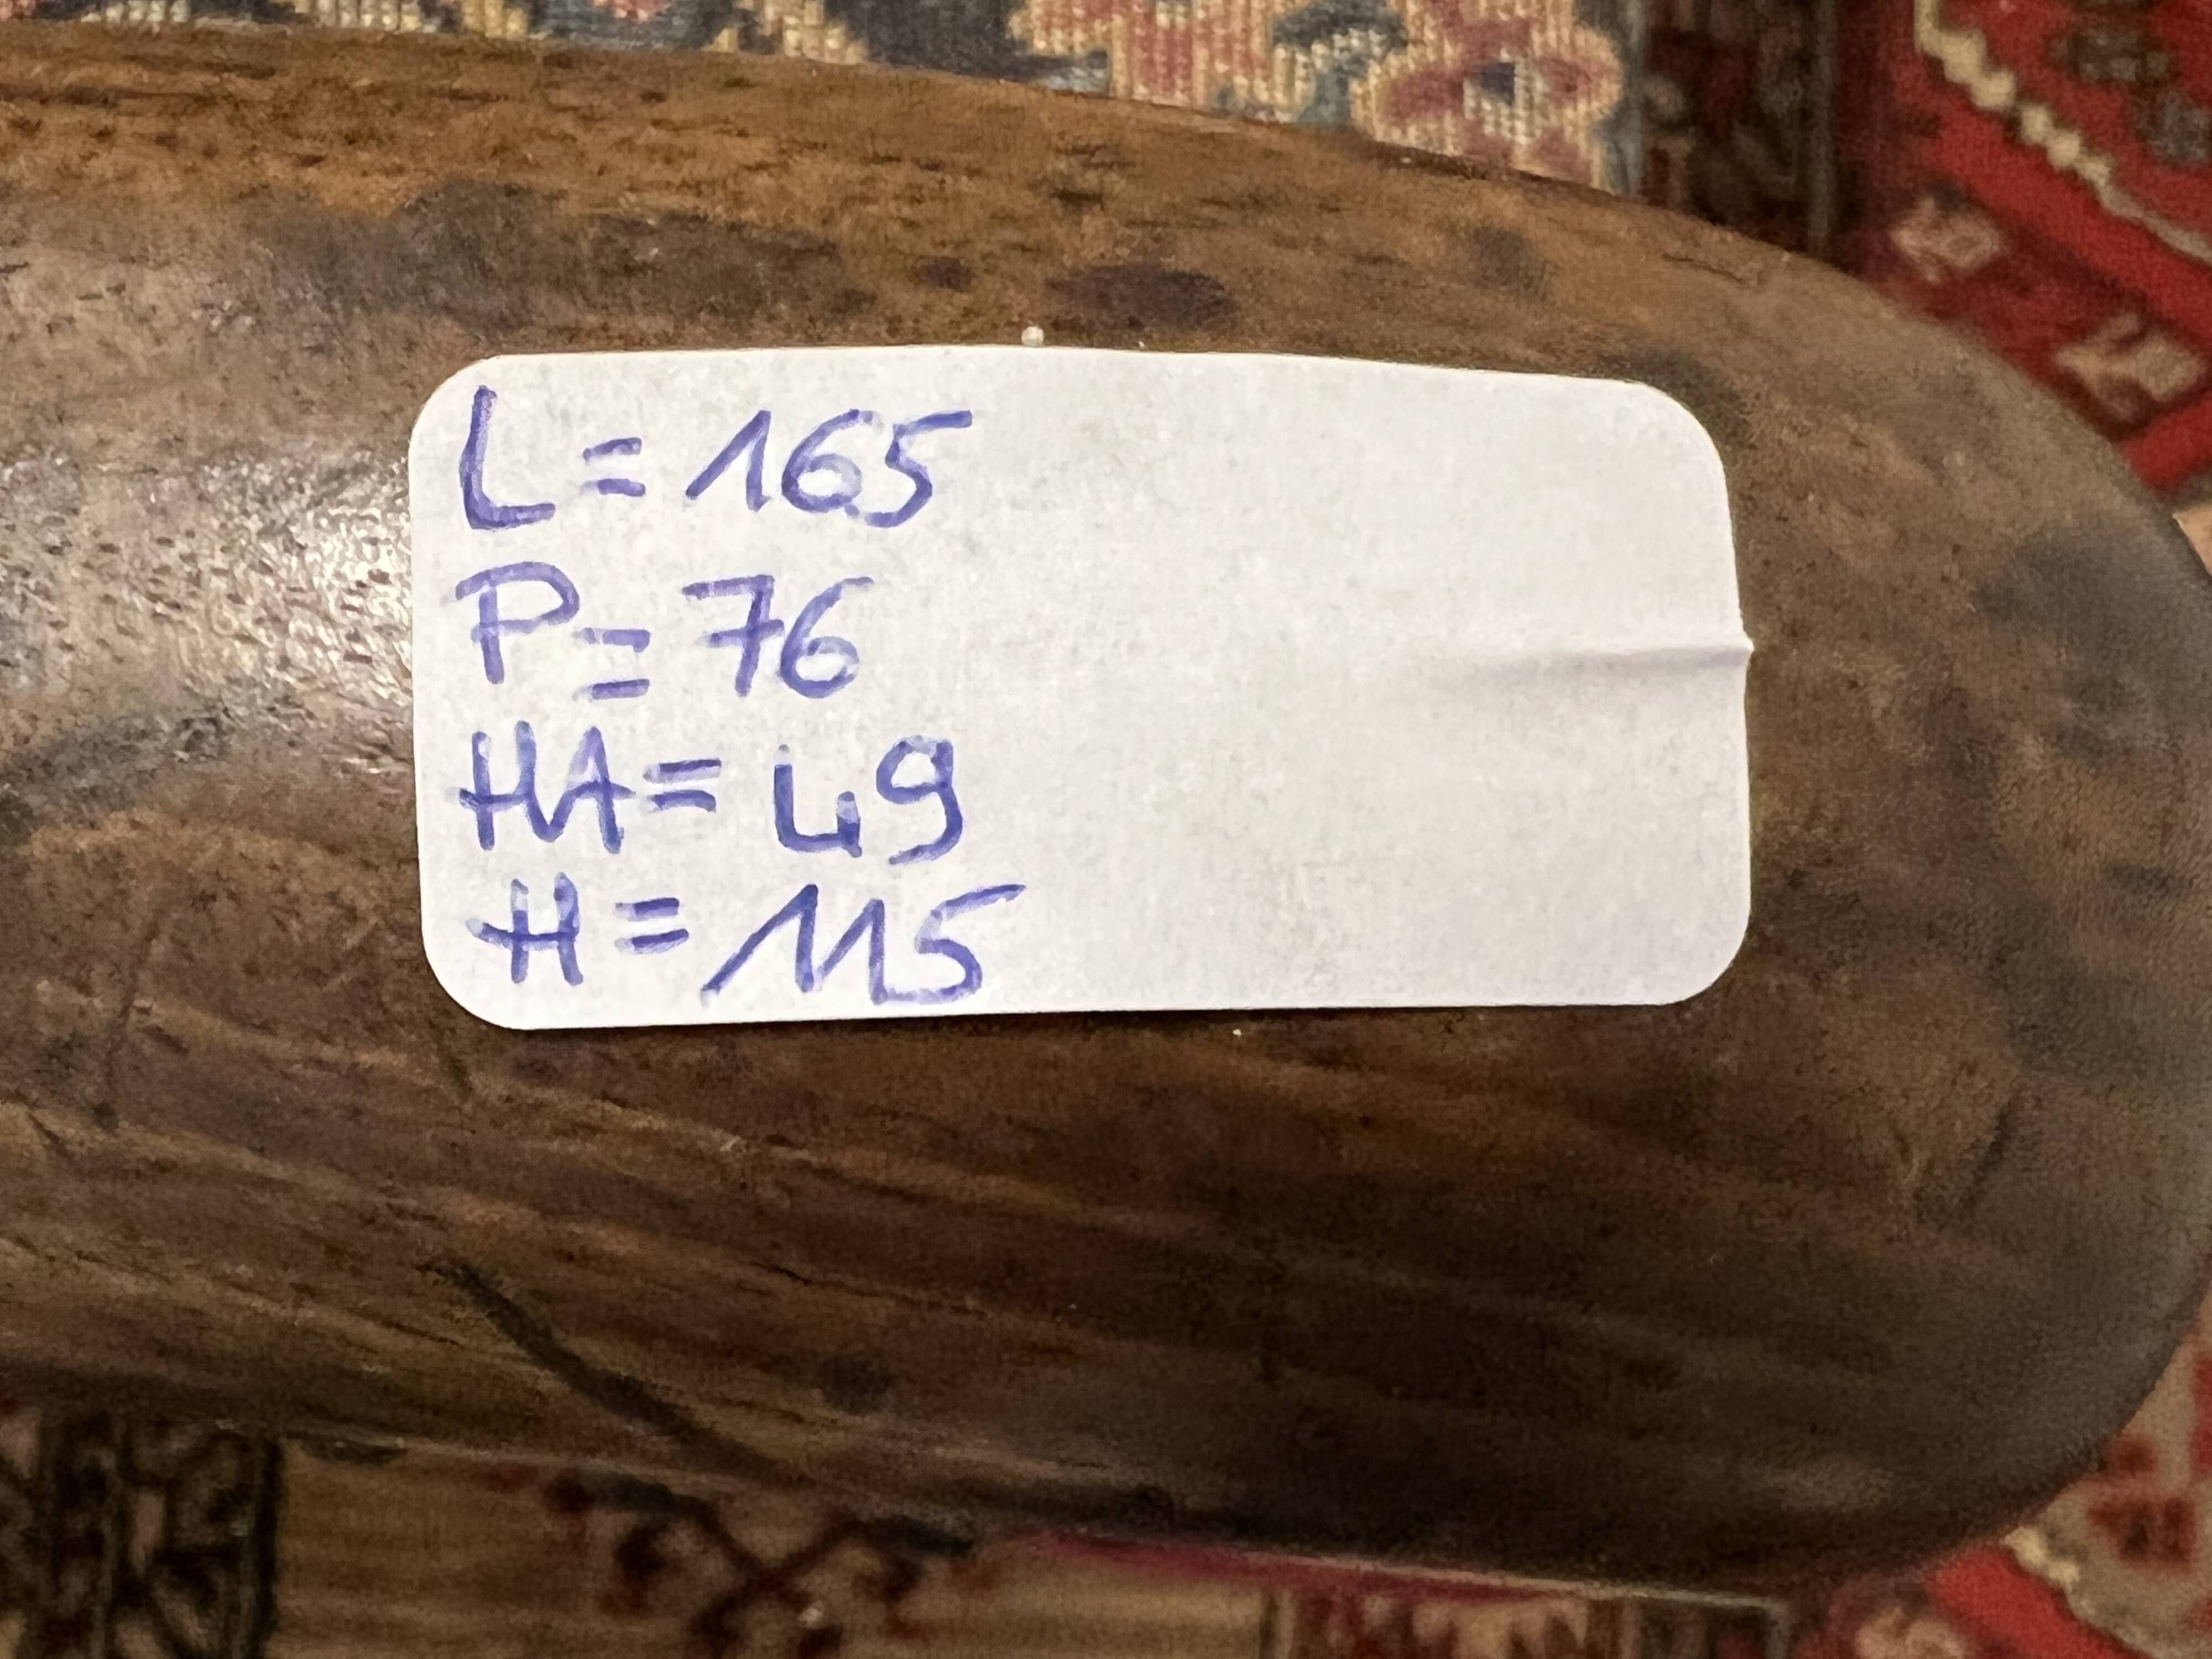 L = 165
P = 76
HA = 49
H = 115